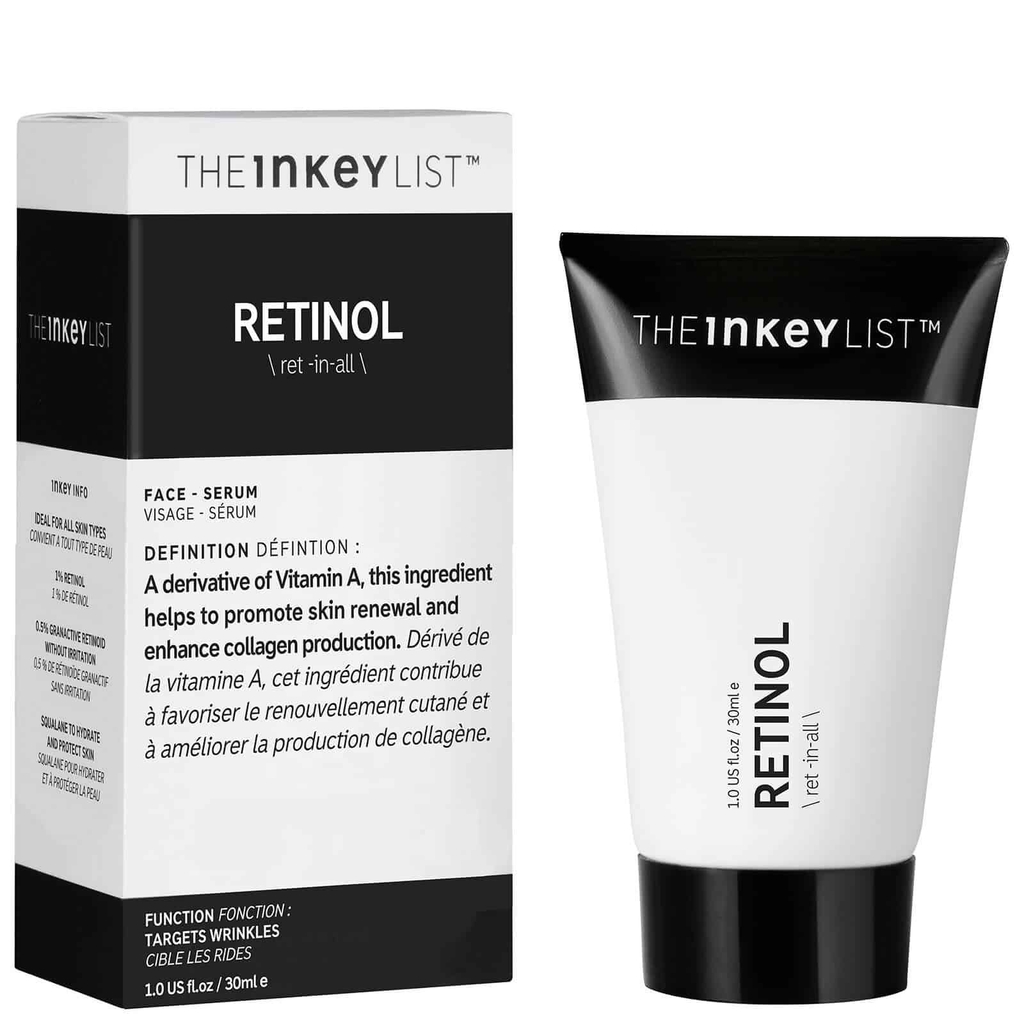 THE INKEY LIST™
RETINOL
\ ret -in-all \
FACE - SERUM
VISAGE - SÉRUM
DEFINITION DÉFINTION :
A derivative of Vitamin A, this ingredient
helps to promote skin renewal and
enhance collagen production. Dérivé de
la vitamine A, cet ingrédient contribue
à favoriser le renouvellement cutané et
à améliorer la production de collagène.
FUNCTION FONCTION :
TARGETS WRINKLES
CIBLE LES RIDES
1.0 US fl.oz / 30ml e
THE INKEY LIST
INKEY INFO
IDEAL FOR ALL SKIN TYPES
CONVIENT A TOUT TYPE DE PEAU
1% RETINOL
1 % DE RÉTINOL
0.5% GRANACTIVE RETINOID
WITHOUT IRRITATION
0,5 % DE RÉTINOÏDE GRANACTIF
SANS IRRITATION
SQUALANE TO HYDRATE
AND PROTECT SKIN
SQUALANE POUR HYDRATER
ET À PROTÉGER LA PEAU
THE INKEY LIST™
1.0 US fl.oz / 30ml e
RETINOL
\ ret -in-all \